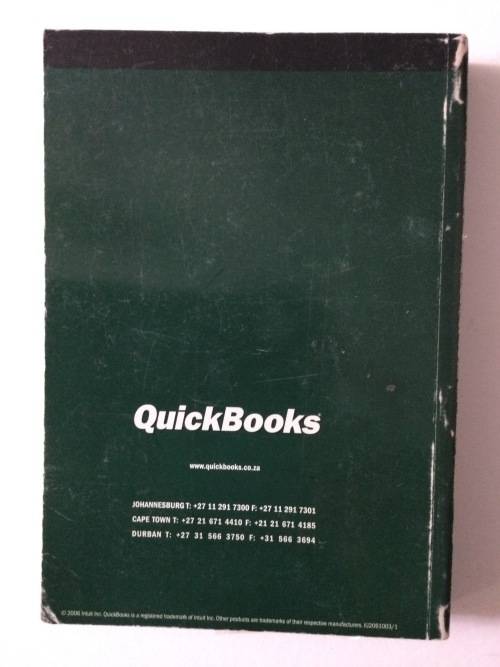 QuickBooks
www.quickbooks.co.za
JOHANNESBURG T: +27 11 291 7300 F: +27 11 291 7301
CAPE TOWN T: +27 21 671 4410 F: +21 21 671 4185
DURBAN T: +27 31 566 3750 F: +31 566 3694
© 2006 Intuit Inc. QuickBooks is a registered trademark of Intuit Inc. Other products are trademarks of their respective manufacturers.